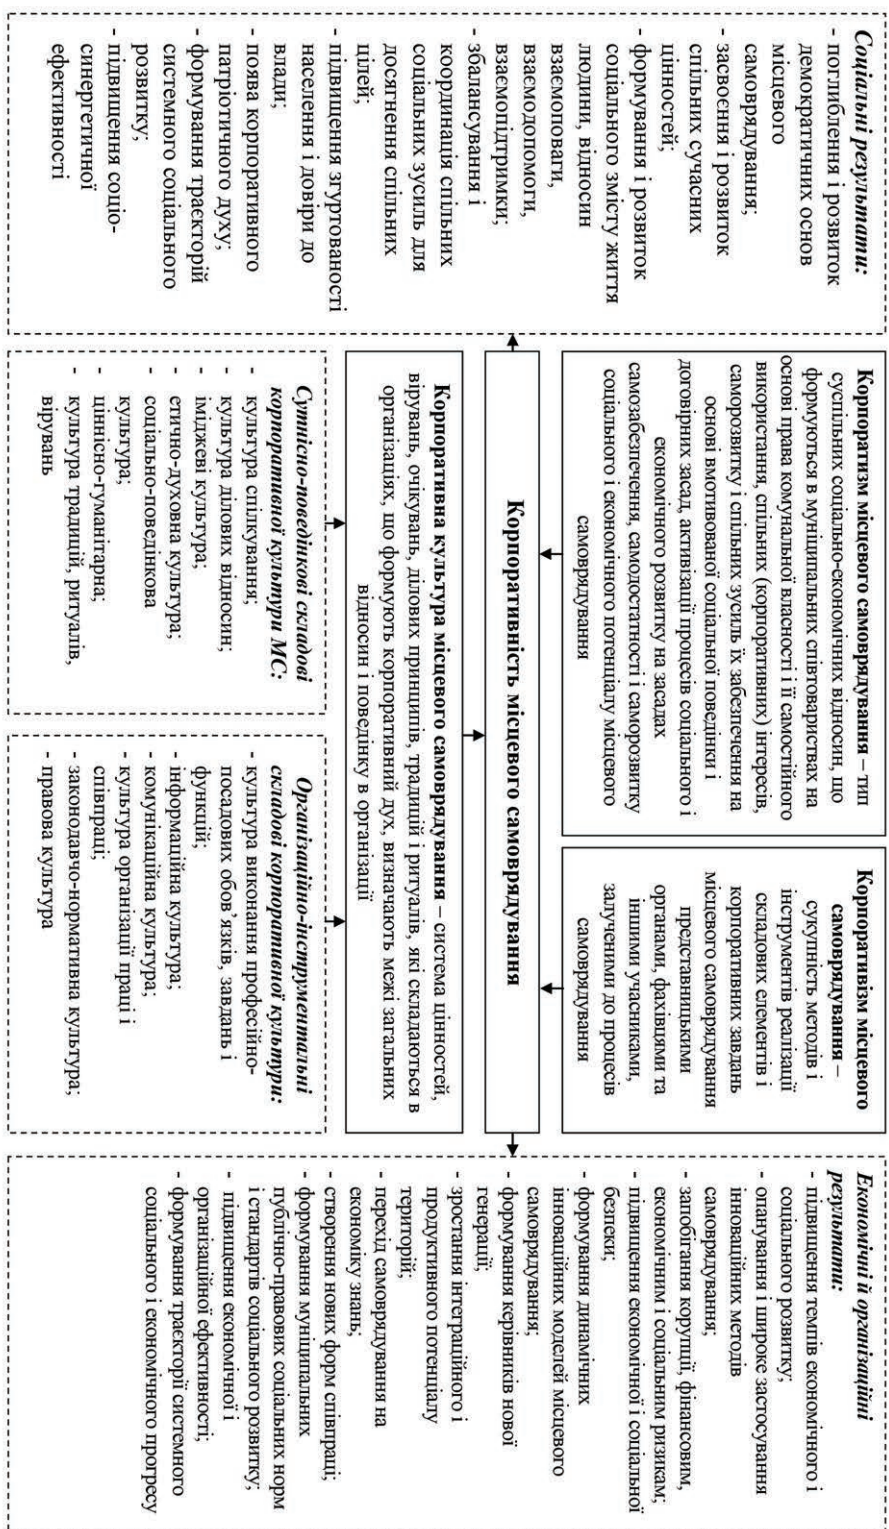 Соціальні результати:
- поглиблення і розвиток
демократичних основ
місцевого
самоврядування;
- засвоєння і розвиток
спільних сучасних
цінностей;
- формування і розвиток
соціального змісту життя
людини, відносин
взаємоповаги,
взаємодопомоги,
взаємопідтримки;
- збалансування і
координація спільних
соціальних зусиль для
досягнення спільних
цілей;
- підвищення згуртованості
населення і довіри до
влади;
- поява корпоративного
патріотичного духу;
- формування траєкторій
системного соціального
розвитку;
- підвищення соціо-
синергетичної
ефективності
Корпоратизм місцевого самоврядування – тип
суспільних соціально-економічних відносин, що
формуються в муніципальних співтовариствах на
основі права комунальної власності і її самостійного
використання, спільних (корпоративних) інтересів,
саморозвитку і спільних зусиль їх забезпечення на
основі вмотивованої соціальної поведінки і
договірних засад, активізації процесів соціального і
економічного розвитку на засадах
самозабезпечення, самодостатності і саморозвитку
соціального і економічного потенціалу місцевого
самоврядування
Корпоративізм місцевого
самоврядування –
сукупність методів і
інструментів реалізації
складових елементів і
корпоративних завдань
місцевого самоврядування
представницькими
органами, фахівцями та
іншими учасниками,
залученими до процесів
самоврядування
Корпоративність місцевого самоврядування
Корпоративна культура місцевого самоврядування – система цінностей,
вірувань, очікувань, ділових принципів, традицій і ритуалів, які складаються в
організаціях, що формують корпоративний дух, визначають межі загальних
відносин і поведінку в організації
Сутнісно-поведінкові складові
корпоративної культури МС:
- культура спілкування;
- культура ділових відносин;
- іміджеві культура;
- етично-духовна культура;
- соціально-поведінкова
культура;
- ціннісно-гуманітарна;
- культура традицій, ритуалів,
вірувань
Організаційно-інструментальні
складові корпоративної культури:
- культура виконання професійно-
посадових обов’язків, завдань і
функцій;
- інформаційна культура;
- комунікаційна культура;
- культура організації праці і
співпраці;
- законодавчо-нормативна культура;
- правова культура
Економічні й організаційні
результати:
- підвищення темпів економічного і
соціального розвитку;
- опанування і широке застосування
інноваційних методів
самоврядування;
- запобігання корупції, фінансовим,
економічним і соціальним ризикам;
- підвищення економічної і соціальної
безпеки;
- формування динамічних
інноваційних моделей місцевого
самоврядування;
- формування керівників нової
генерації;
- зростання інтеграційного і
продуктивного потенціалу
територій;
- перехід самоврядування на
економіку знань;
- створення нових форм співпраці;
- формування муніципальних
публічно-правових соціальних норм
і стандартів соціального розвитку;
- підвищення економічної і
організаційної ефективності;
- формування траєкторії системного
соціального і економічного прогресу